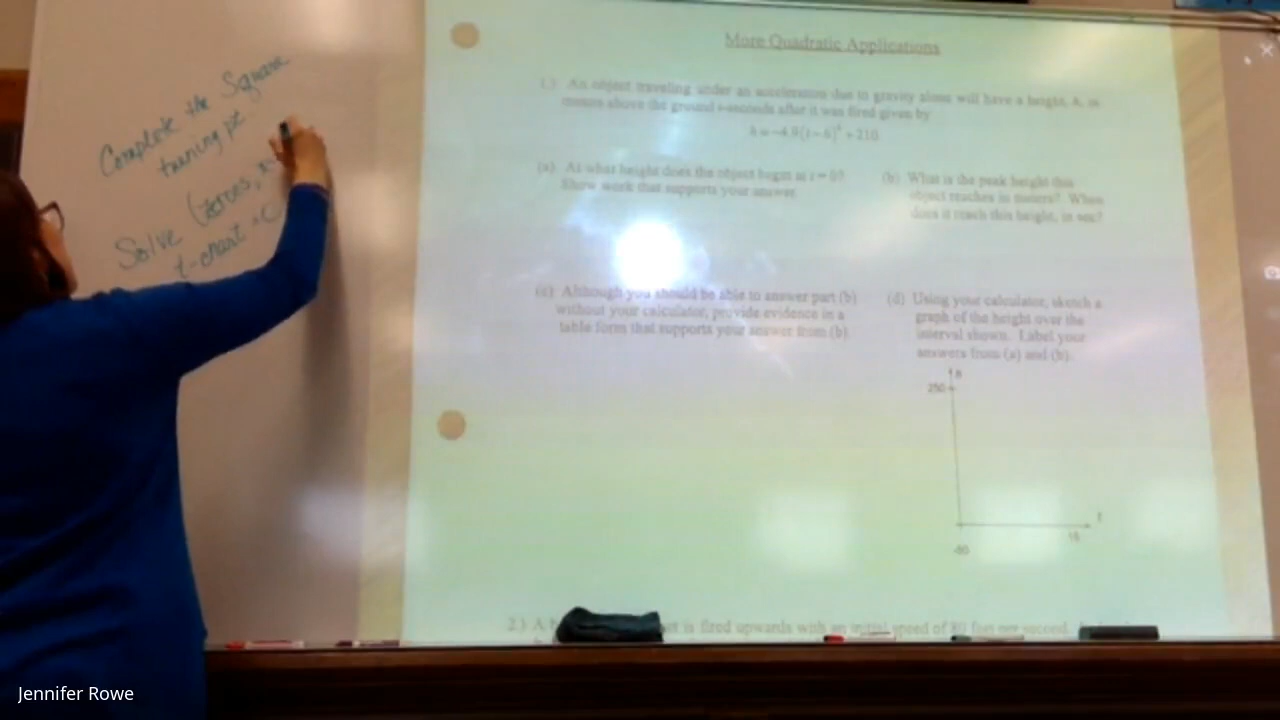 Complete the Square
turning pt
Solve (zeroes, x
t-chart
More Quadratic Applications
1.) An object traveling under an acceleration due to gravity alone will have a height, h, in
meters above the ground t-seconds after it was fired given by
(a) At what height does the object begin at t = 0?
Show work that supports your answer.
(b) What is the peak height this
object reaches in meters? When
does it reach this height, in sec?
(c) Although you should be able to answer part (b)
without your calculator, provide evidence in a
table form that supports your answer from (b).
(d) Using your calculator, sketch a
graph of the height over the
interval shown. Label your
answers from (a) and (b).
h
250
t
2.) A is fired upwards with an initial speed of 80 feet per second.
Jennifer Rowe